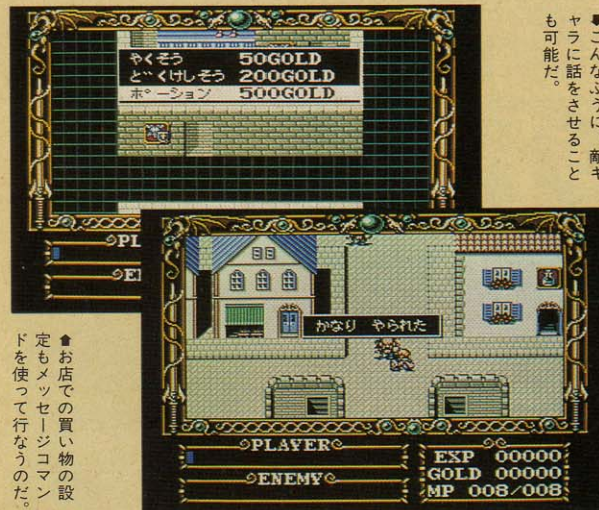 やくそう 50GOLD
ど\くけしそう 200GOLD
ポーション 500GOLD
PL
E
こんなふうに 敵キ
ャラに話をさせること
も可能だ。
かなり やられた
PLAYER
ENEMY
EXP 00000
GOLD 00000
MP 008/008
⬆お店での買い物の設
定もメッセージコマン
ドを使って行なうのだ。